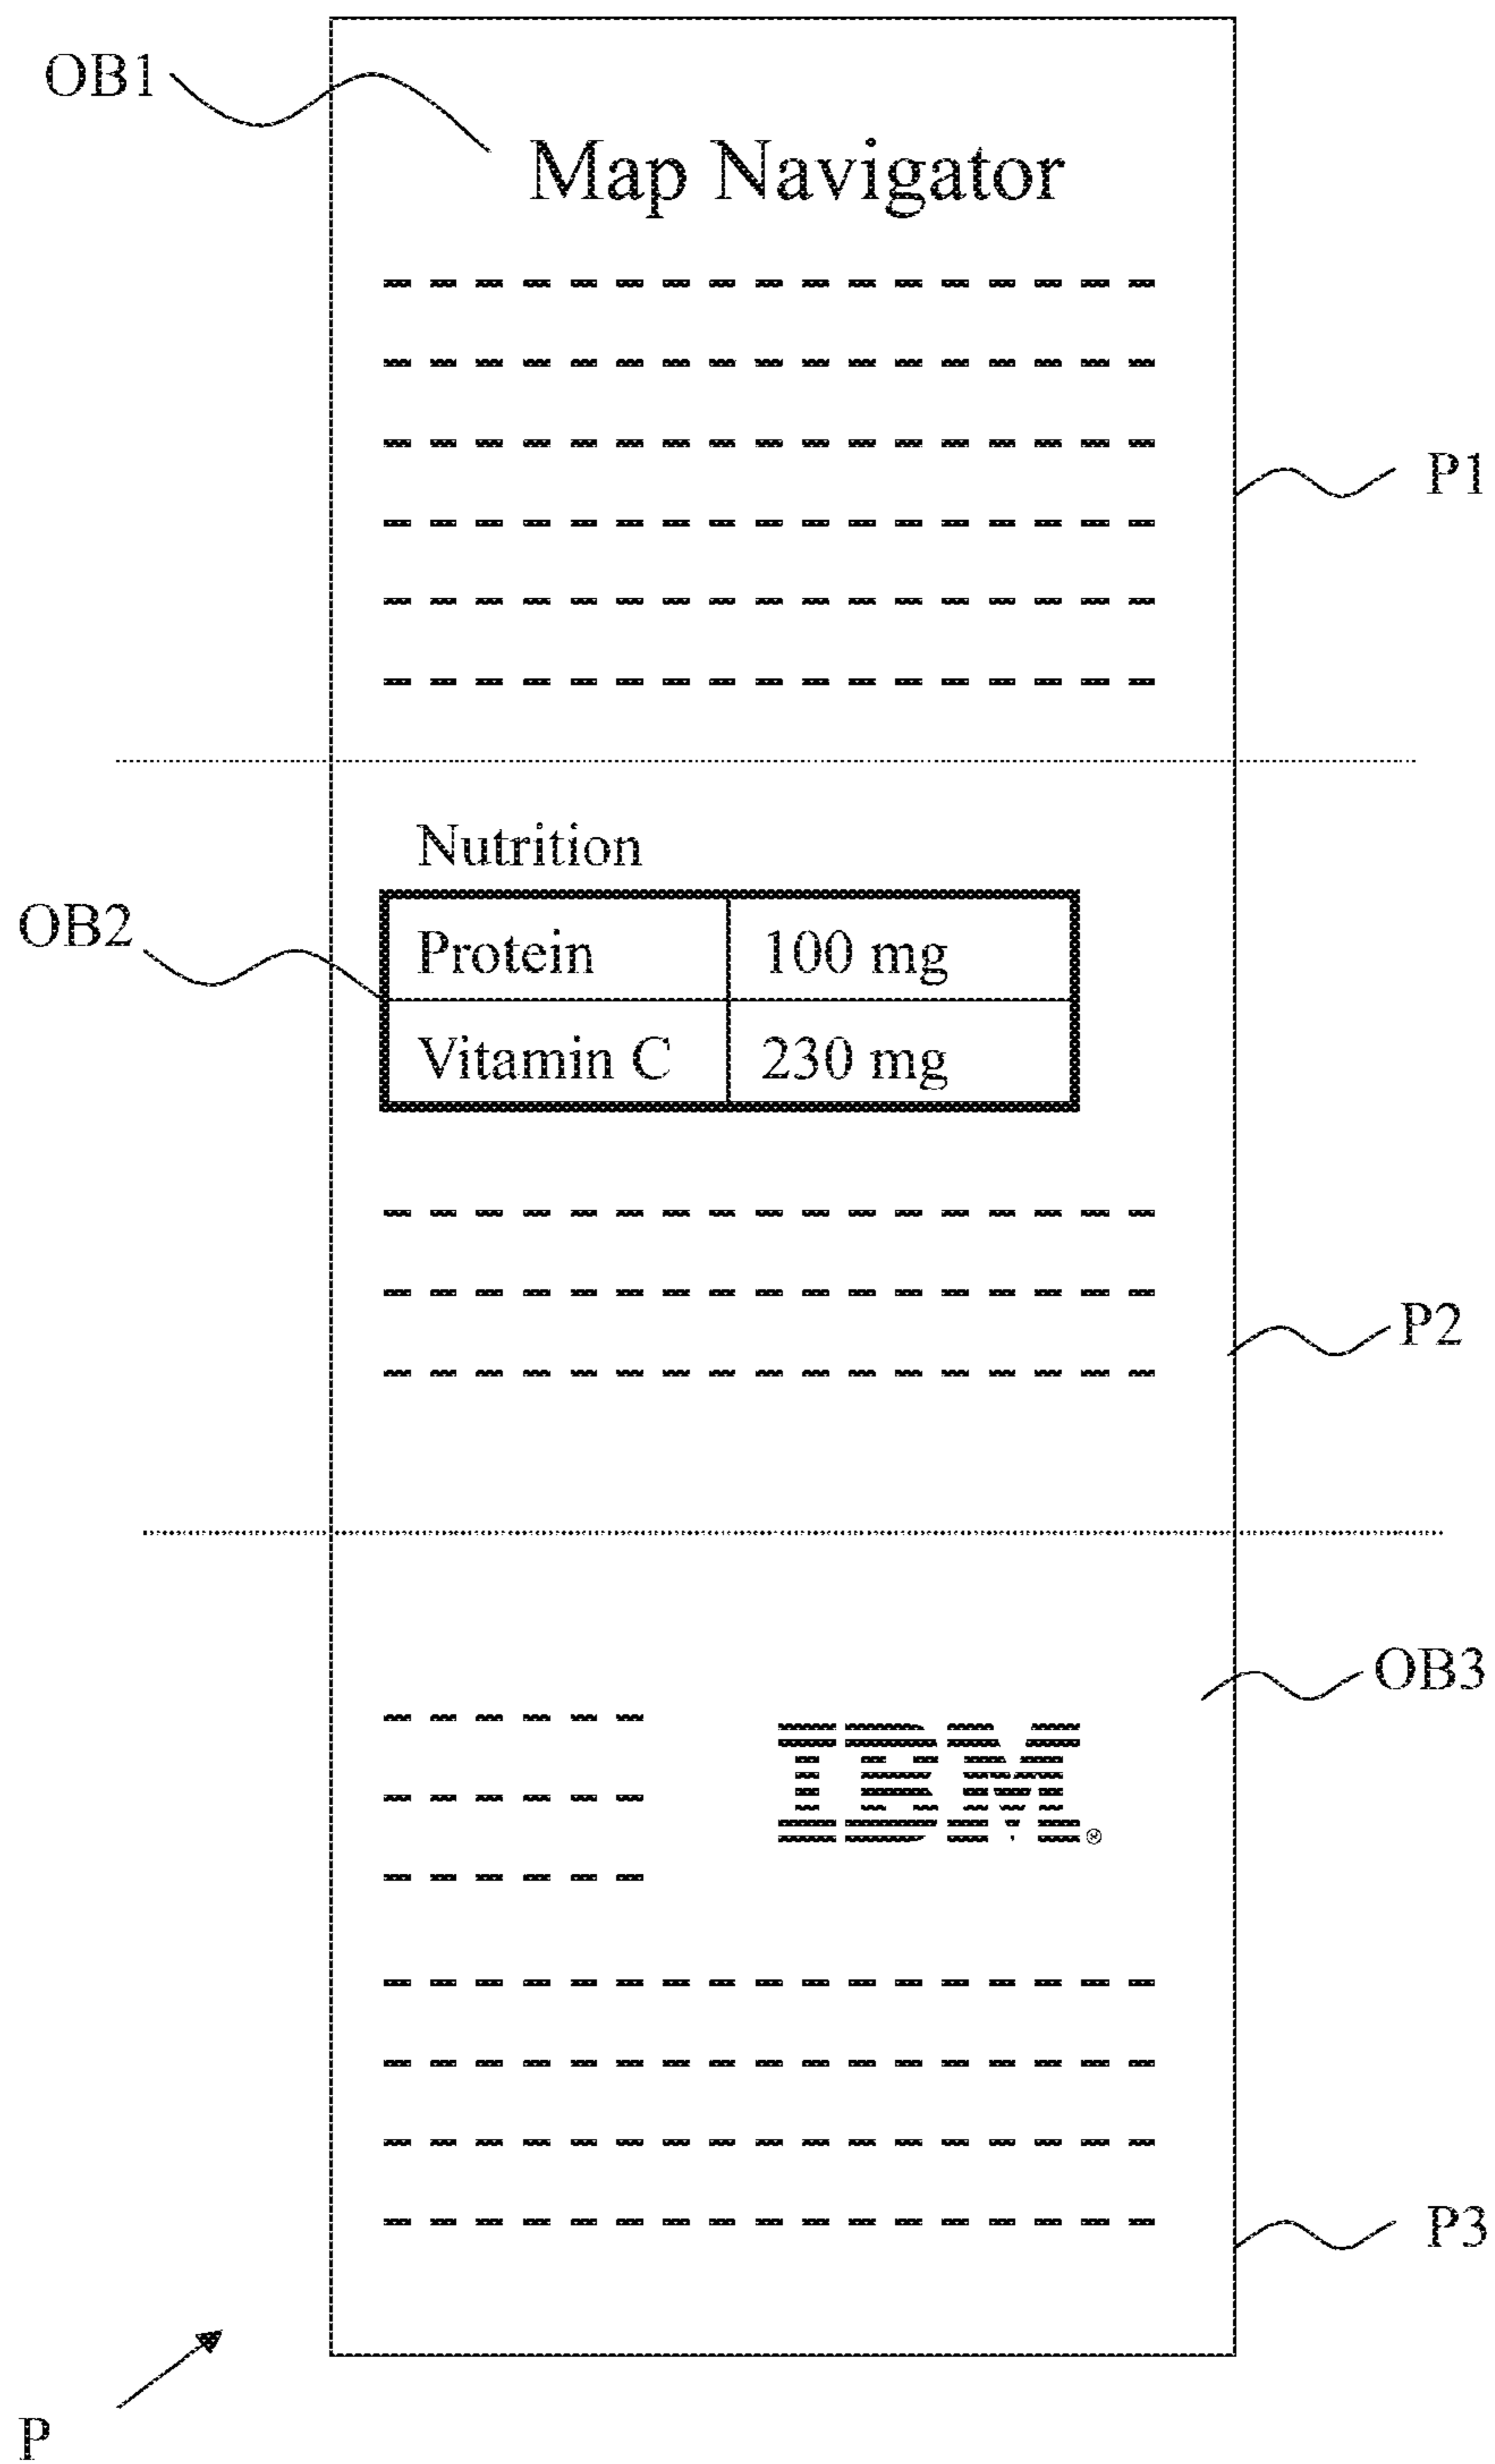 OB1
Map Navigator
P1
Nutrition
OB2
Protein 100 mg
Vitamin C 230 mg
P2
OB3
IBM®
P3
P